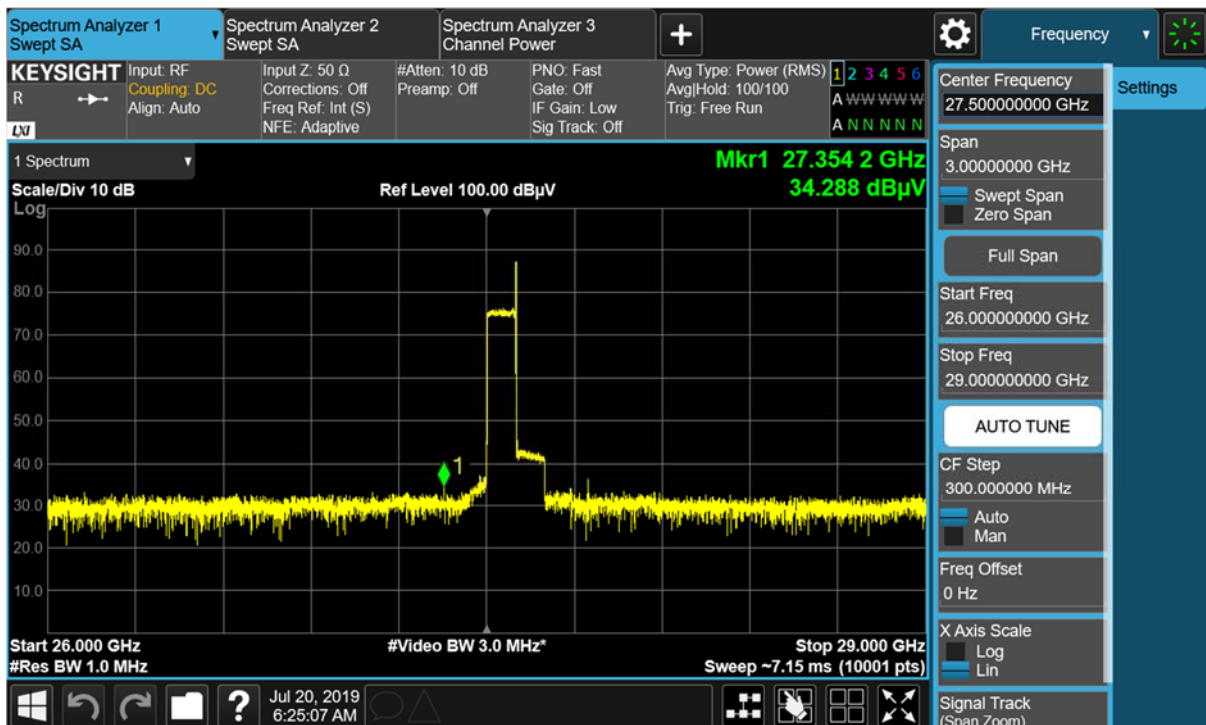 Spectrum Analyzer 1
Swept SA
Spectrum Analyzer 2
Swept SA
Spectrum Analyzer 3
Channel Power
+
Frequency
KEYSIGHT
R
LXI
Input: RF
Coupling: DC
Align: Auto
Input Z: 50 Ω
Corrections: Off
Freq Ref: Int (S)
NFE: Adaptive
#Atten: 10 dB
Preamp: Off
PNO: Fast
Gate: Off
IF Gain: Low
Sig Track: Off
Avg Type: Power (RMS)
Avg|Hold: 100/100
Trig: Free Run
1 2 3 4 5 6
A W W W W W
A N N N N N
1 Spectrum
Mkr1 27.354 2 GHz
34.288 dBµV
Scale/Div 10 dB
Ref Level 100.00 dBµV
Log
90.0
80.0
70.0
60.0
50.0
40.0
30.0
20.0
10.0
1
Start 26.000 GHz
#Video BW 3.0 MHz*
Stop 29.000 GHz
#Res BW 1.0 MHz
Sweep ~7.15 ms (10001 pts)
?
Jul 20, 2019
6:25:07 AM
Center Frequency
27.500000000 GHz
Settings
Span
3.00000000 GHz
Swept Span
Zero Span
Full Span
Start Freq
26.000000000 GHz
Stop Freq
29.000000000 GHz
AUTO TUNE
CF Step
300.000000 MHz
Auto
Man
Freq Offset
0 Hz
X Axis Scale
Log
Lin
Signal Track
(Span Zoom)